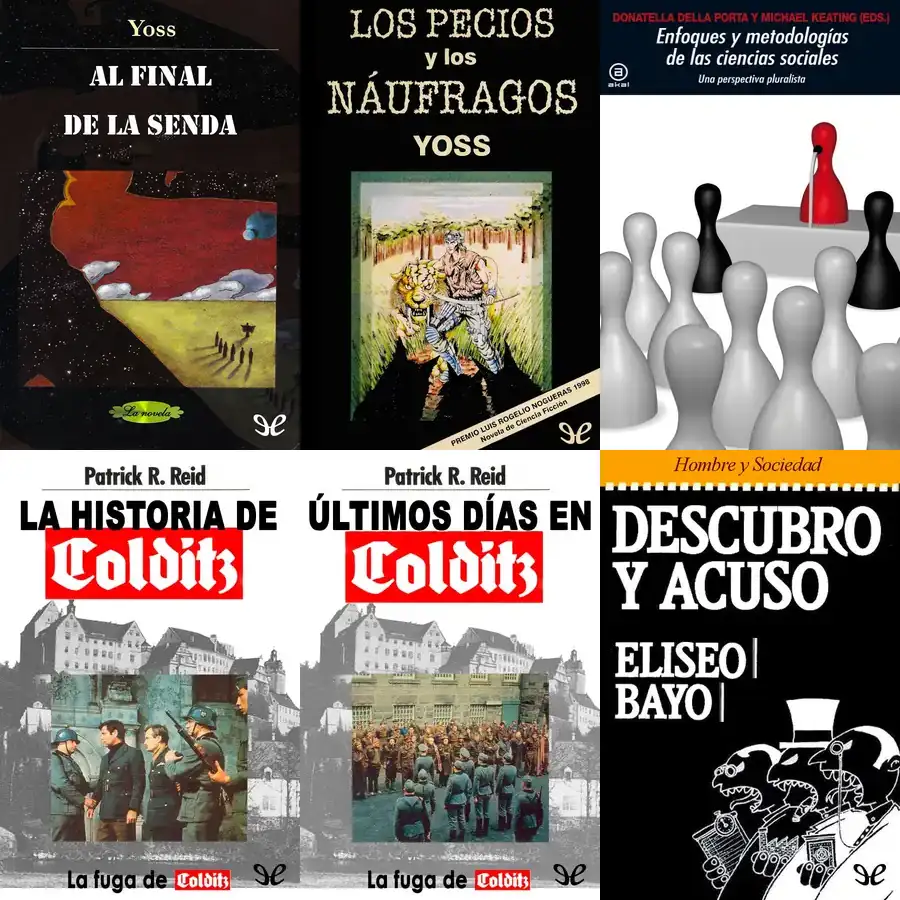 Yoss
AL FINAL
DE LA SENDA
La novela
LOS PECIOS
y los
NÁUFRAGOS
YOSS
PREMIO LUIS ROGELIO NOGUERAS 1998
Novela de Ciencia Ficción
DONATELLA DELLA PORTA Y MICHAEL KEATING (EDS.)
Enfoques y metodologías
de las ciencias sociales
Una perspectiva pluralista
akal
Patrick R. Reid
LA HISTORIA DE
Colditz
La fuga de Colditz
Patrick R. Reid
ÚLTIMOS DÍAS EN
Colditz
La fuga de Colditz
Hombre y Sociedad
DESCUBRO
Y ACUSO
ELISEO
BAYO